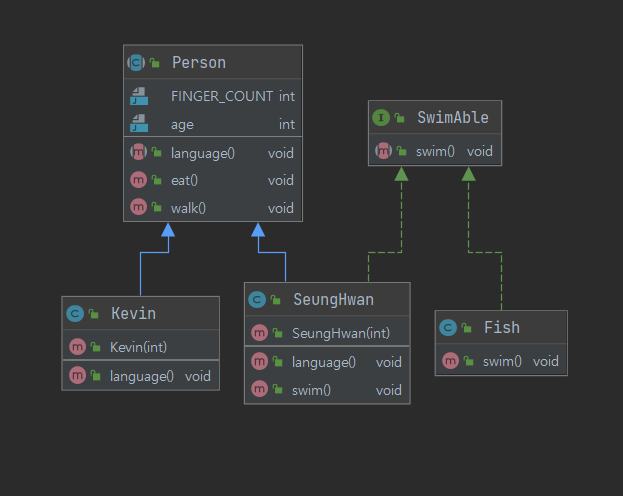 Person
FINGER_COUNT int
age int
language() void
eat() void
walk() void
SwimAble
swim() void
Kevin
Kevin(int)
language() void
SeungHwan
SeungHwan(int)
language() void
swim() void
Fish
swim() void